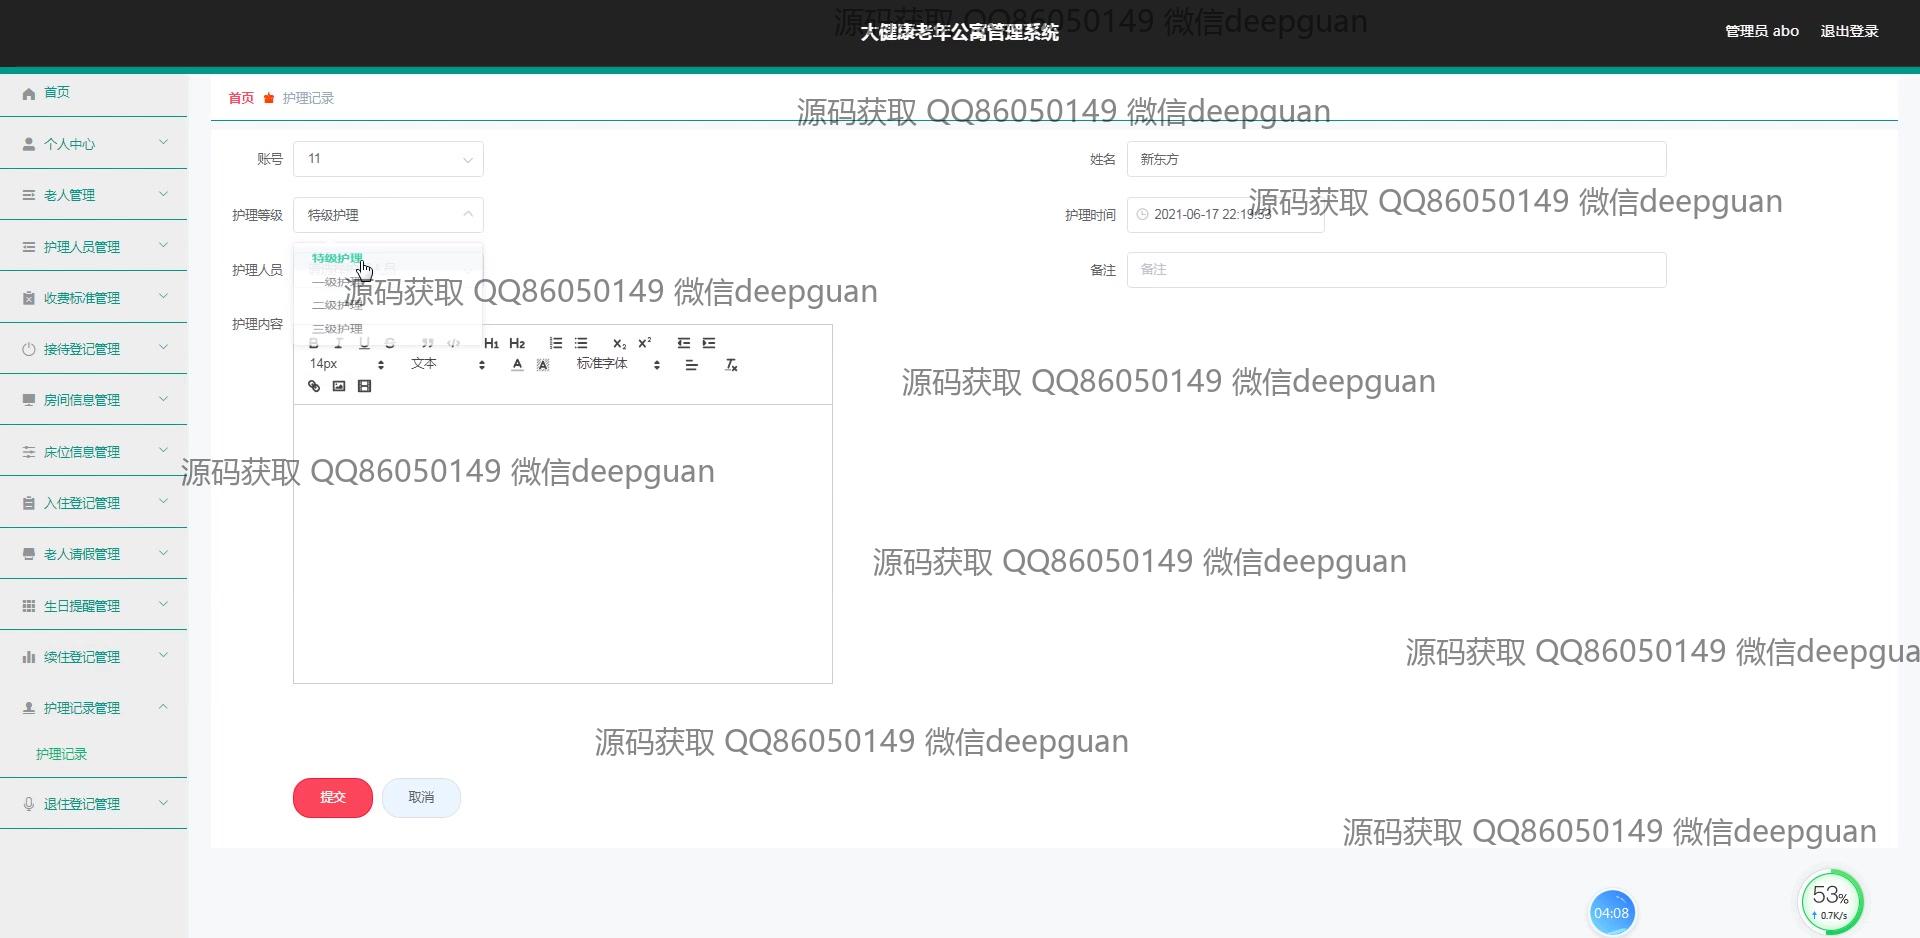 大健康老年公寓管理系统
管理员 abo 退出登录
源码获取 QQ86050149 微信deepguan
首页
个人中心
老人管理
护理人员管理
收费标准管理
接待登记管理
房间信息管理
床位信息管理
入住登记管理
老人请假管理
生日提醒管理
续住登记管理
护理记录管理
护理记录
退住登记管理
首页 护理记录
源码获取 QQ86050149 微信deepguan
账号 11
姓名 新东方
护理等级 特级护理
护理时间 2021-06-17 22:19:53
源码获取 QQ86050149 微信deepguan
特级护理
一级护理
二级护理
三级护理
护理人员
备注 备注
源码获取 QQ86050149 微信deepguan
护理内容
B I U S H1 H2 X2 X2
14px 文本 A A 标准字体 Tx
源码获取 QQ86050149 微信deepguan
源码获取 QQ86050149 微信deepguan
源码获取 QQ86050149 微信deepguan
源码获取 QQ86050149 微信deepgua
源码获取 QQ86050149 微信deepguan
提交 取消
源码获取 QQ86050149 微信deepguan
53%
0.7K/s
04:08